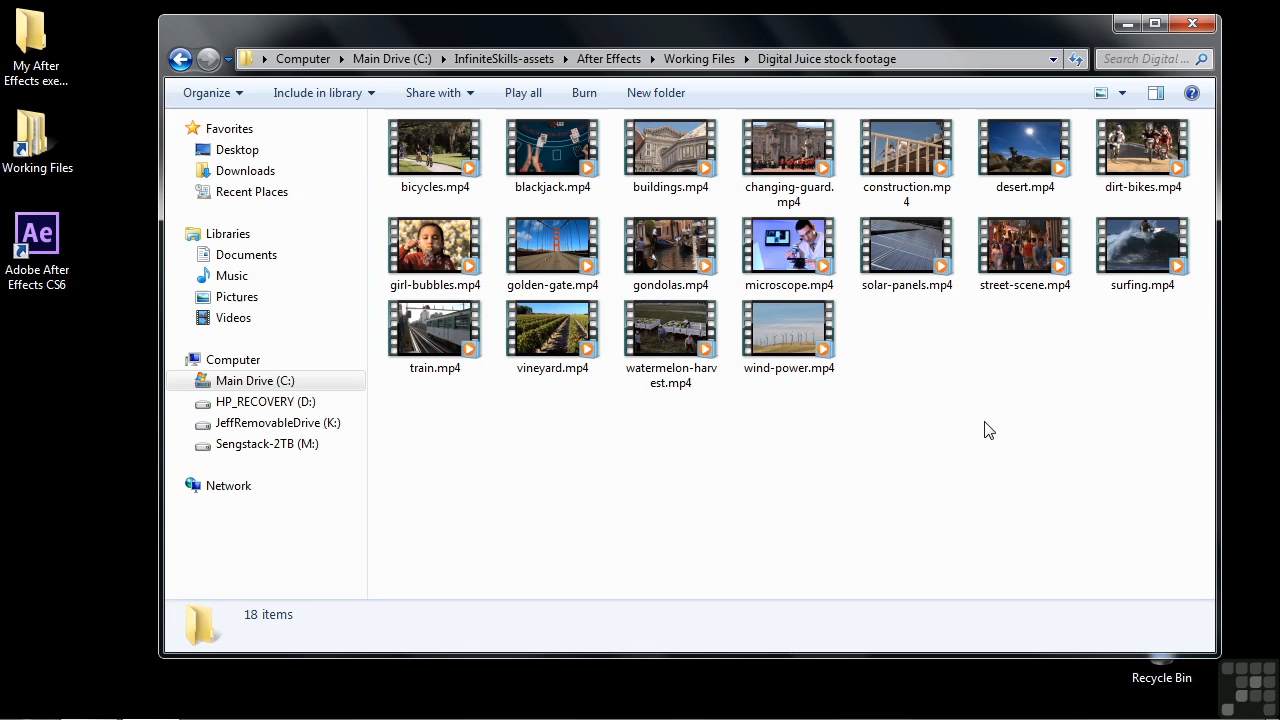 My After
Effects exe...
Working Files
Ae
Adobe After
Effects CS6
Computer Main Drive (C:) InfiniteSkills-assets After Effects Working Files Digital Juice stock footage
Search Digital ...
Organize Include in library Share with Play all Burn New folder
Favorites
Desktop
Downloads
Recent Places
Libraries
Documents
Music
Pictures
Videos
Computer
Main Drive (C:)
HP_RECOVERY (D:)
JeffRemovableDrive (K:)
Sengstack-2TB (M:)
Network
bicycles.mp4
blackjack.mp4
buildings.mp4
changing-guard.
mp4
construction.mp
4
desert.mp4
dirt-bikes.mp4
girl-bubbles.mp4
golden-gate.mp4
gondolas.mp4
microscope.mp4
solar-panels.mp4
street-scene.mp4
surfing.mp4
train.mp4
vineyard.mp4
watermelon-harv
est.mp4
wind-power.mp4
18 items
Recycle Bin